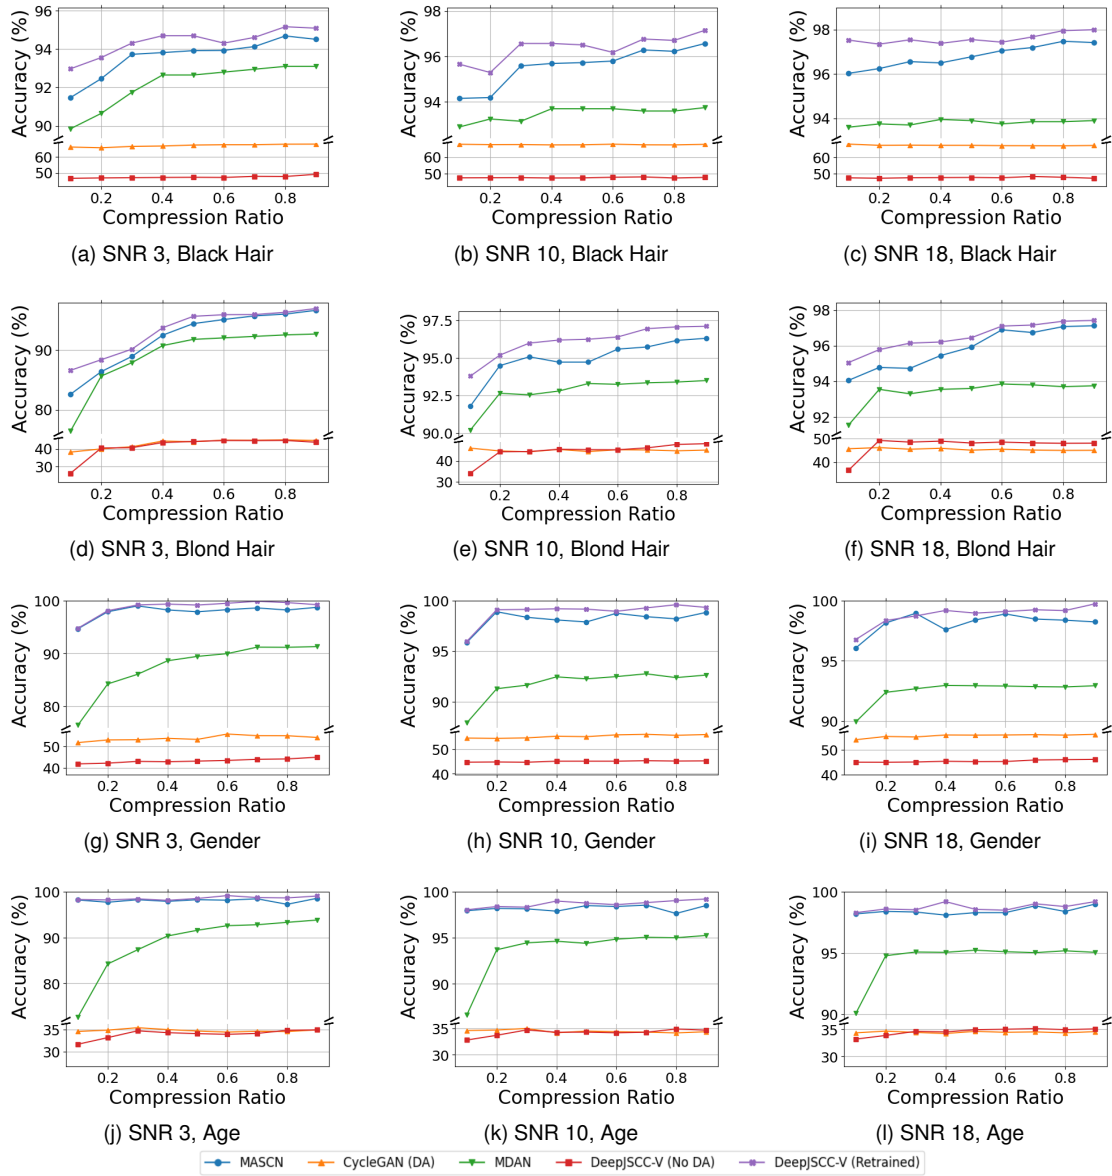 96
94
92
90
60
50
Accuracy (%)
0.2 0.4 0.6 0.8
Compression Ratio
(a) SNR 3, Black Hair
98
96
94
60
50
Accuracy (%)
0.2 0.4 0.6 0.8
Compression Ratio
(b) SNR 10, Black Hair
98
96
94
60
50
Accuracy (%)
0.2 0.4 0.6 0.8
Compression Ratio
(c) SNR 18, Black Hair
90
80
40
30
Accuracy (%)
0.2 0.4 0.6 0.8
Compression Ratio
(d) SNR 3, Blond Hair
97.5
95.0
92.5
90.0
40
30
Accuracy (%)
0.2 0.4 0.6 0.8
Compression Ratio
(e) SNR 10, Blond Hair
98
96
94
92
50
40
Accuracy (%)
0.2 0.4 0.6 0.8
Compression Ratio
(f) SNR 18, Blond Hair
100
90
80
50
40
Accuracy (%)
0.2 0.4 0.6 0.8
Compression Ratio
(g) SNR 3, Gender
100
95
90
50
40
Accuracy (%)
0.2 0.4 0.6 0.8
Compression Ratio
(h) SNR 10, Gender
100
95
90
50
40
Accuracy (%)
0.2 0.4 0.6 0.8
Compression Ratio
(i) SNR 18, Gender
100
90
80
35
30
Accuracy (%)
0.2 0.4 0.6 0.8
Compression Ratio
(j) SNR 3, Age
100
95
90
35
30
Accuracy (%)
0.2 0.4 0.6 0.8
Compression Ratio
(k) SNR 10, Age
100
95
90
35
30
Accuracy (%)
0.2 0.4 0.6 0.8
Compression Ratio
(l) SNR 18, Age
MASCN CycleGAN (DA) MDAN DeepJSCC-V (No DA) DeepJSCC-V (Retrained)